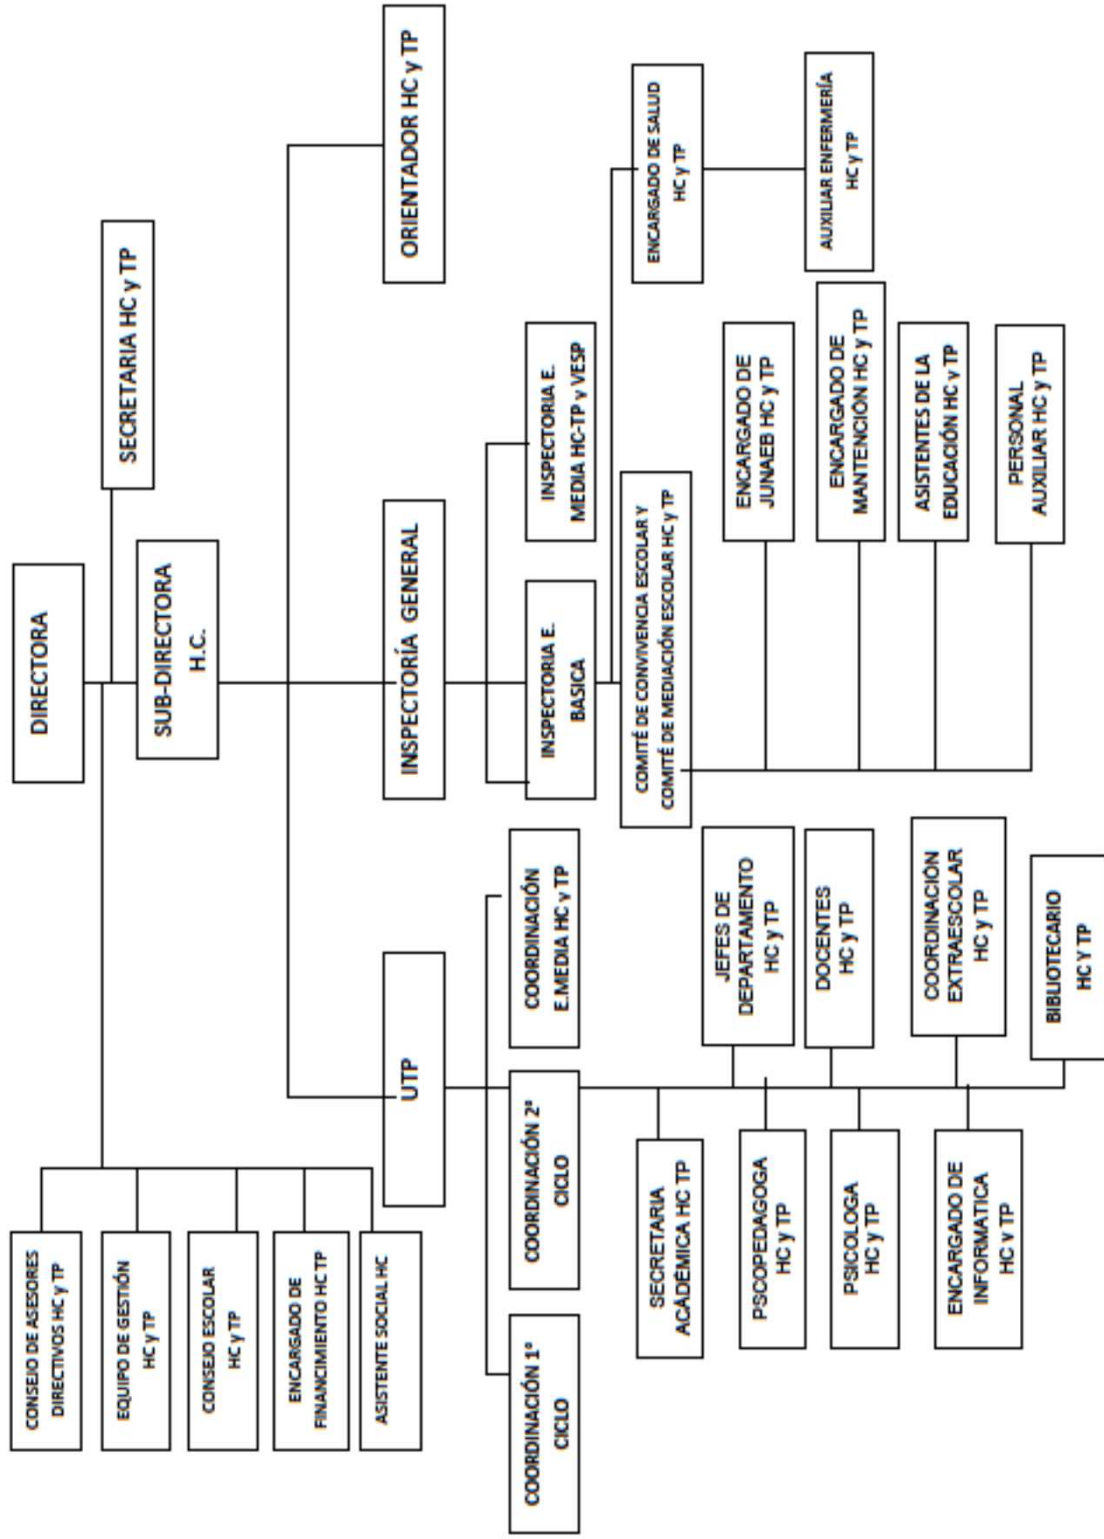 DIRECTORA
SECRETARIA HC y TP
SUB-DIRECTORA
H.C.
CONSEJO DE ASESORES
DIRECTIVOS HC y TP
EQUIPO DE GESTIÓN
HC y TP
CONSEJO ESCOLAR
HC y TP
ENCARGADO DE
FINANCIMIENTO HC TP
ASISTENTE SOCIAL HC
UTP
INSPECTORÍA GENERAL
ORIENTADOR HC y TP
COORDINACIÓN 1º
CICLO
COORDINACIÓN 2º
CICLO
COORDINACIÓN
E.MEDIA HC y TP
INSPECTORIA E.
BASICA
INSPECTORIA E.
MEDIA HC-TP y VESP
COMITÉ DE CONVIVENCIA ESCOLAR Y
COMITÉ DE MEDIACIÓN ESCOLAR HC y TP
ENCARGADO DE SALUD
HC y TP
AUXILIAR ENFERMERÍA
HC y TP
SECRETARIA
ACADÉMICA HC TP
PSCOPEDAGOGA
HC y TP
PSICOLOGA
HC y TP
ENCARGADO DE
INFORMATICA
HC v TP
JEFES DE
DEPARTAMENTO
HC y TP
DOCENTES
HC y TP
COORDINACIÓN
EXTRAESCOLAR
HC y TP
BIBLIOTECARIO
HC Y TP
ENCARGADO DE
JUNAEB HC y TP
ENCARGADO DE
MANTENCIÓN HC y TP
ASISTENTES DE LA
EDUCACIÓN HC v TP
PERSONAL
AUXILIAR HC y TP